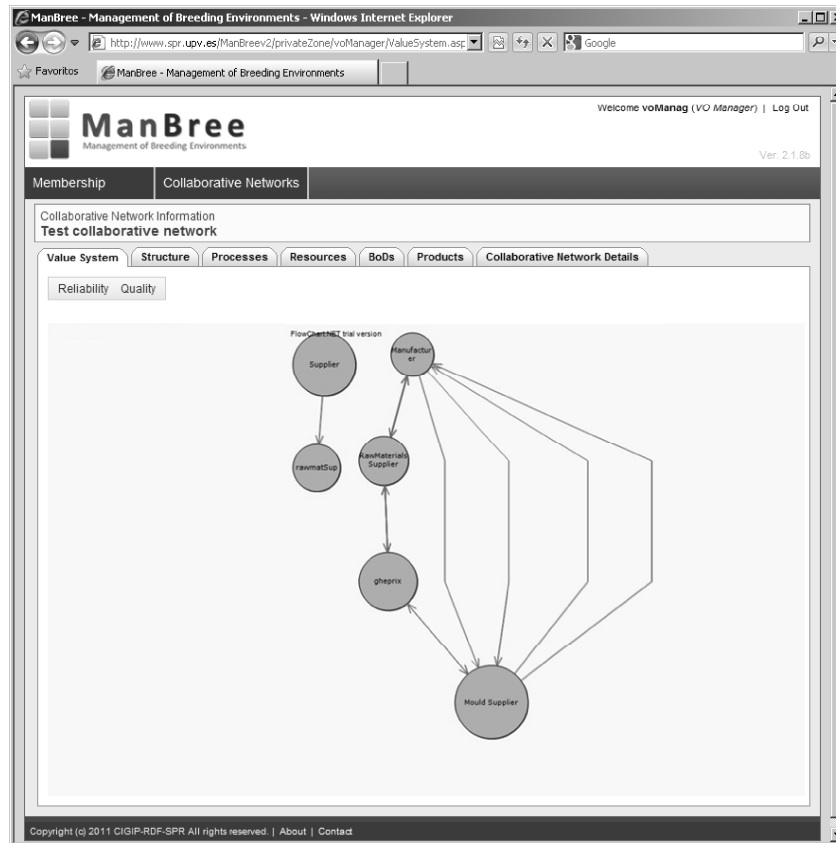 ManBree - Management of Breeding Environments - Windows Internet Explorer
http://www.spr.upv.es/ManBreev2/privateZone/voManager/ValueSystem.asp
Google
Favoritos
ManBree - Management of Breeding Environments
ManBree
Management of Breeding Environments
Welcome voManag (VO Manager) | Log Out
Ver. 2.1.8b
Membership
Collaborative Networks
Collaborative Network Information
Test collaborative network
Value System
Structure
Processes
Resources
BoDs
Products
Collaborative Network Details
Reliability Quality
FlowChart.NET trial version
Supplier
Manufactur
er
rawmatSup
RawMaterials
Supplier
gheprix
Mould Supplier
Copyright (c) 2011 CIGIP-RDF-SPR All rights reserved. | About | Contact